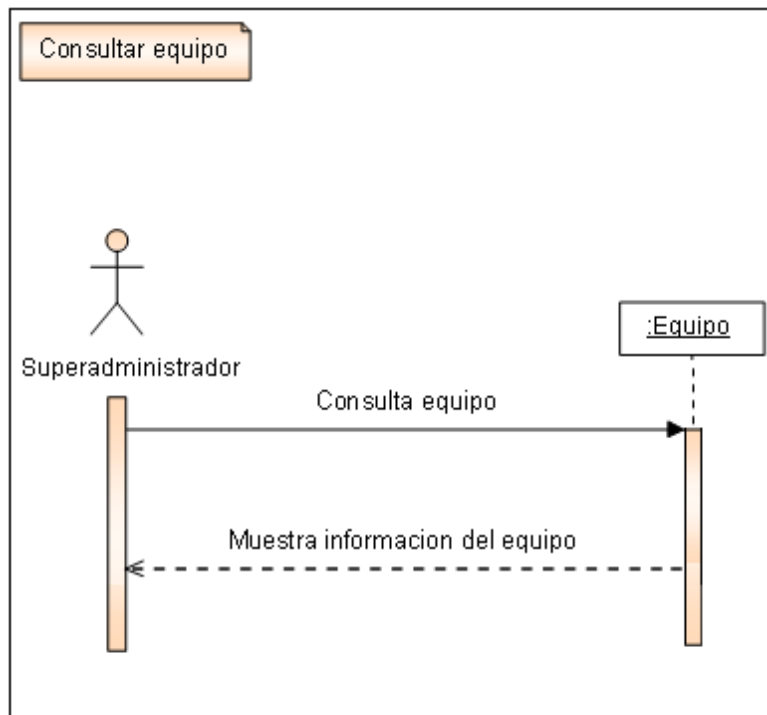 Consultar equipo
Superadministrador
:Equipo
Consulta equipo
Muestra informacion del equipo